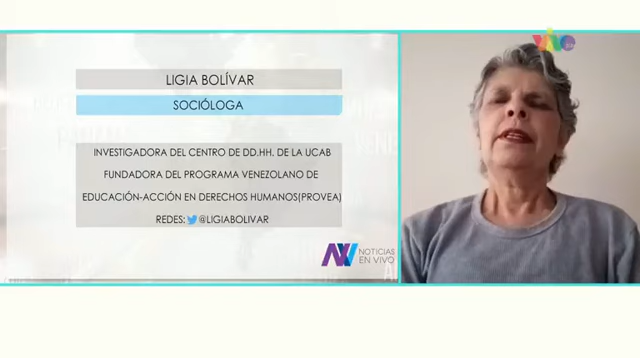 LIGIA BOLÍVAR
SOCIÓLOGA
INVESTIGADORA DEL CENTRO DE DD.HH. DE LA UCAB
FUNDADORA DEL PROGRAMA VENEZOLANO DE
EDUCACIÓN-ACCIÓN EN DERECHOS HUMANOS(PROVEA)
REDES: @LIGIABOLIVAR
NOTICIAS
EN VIVO
vivo